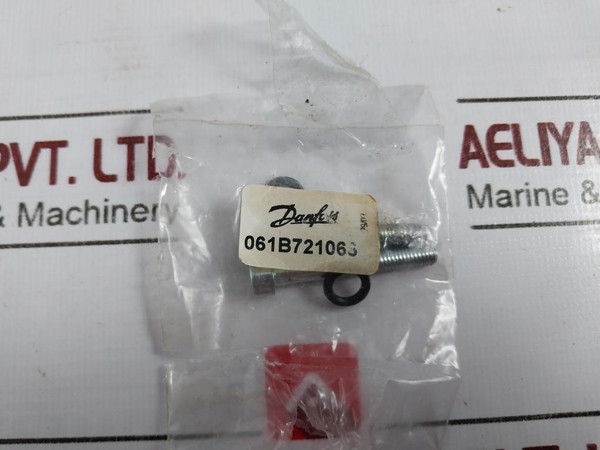 PVT. LTD.
& Machinery
AELIYA
Marine &
Danfoss
061B721063